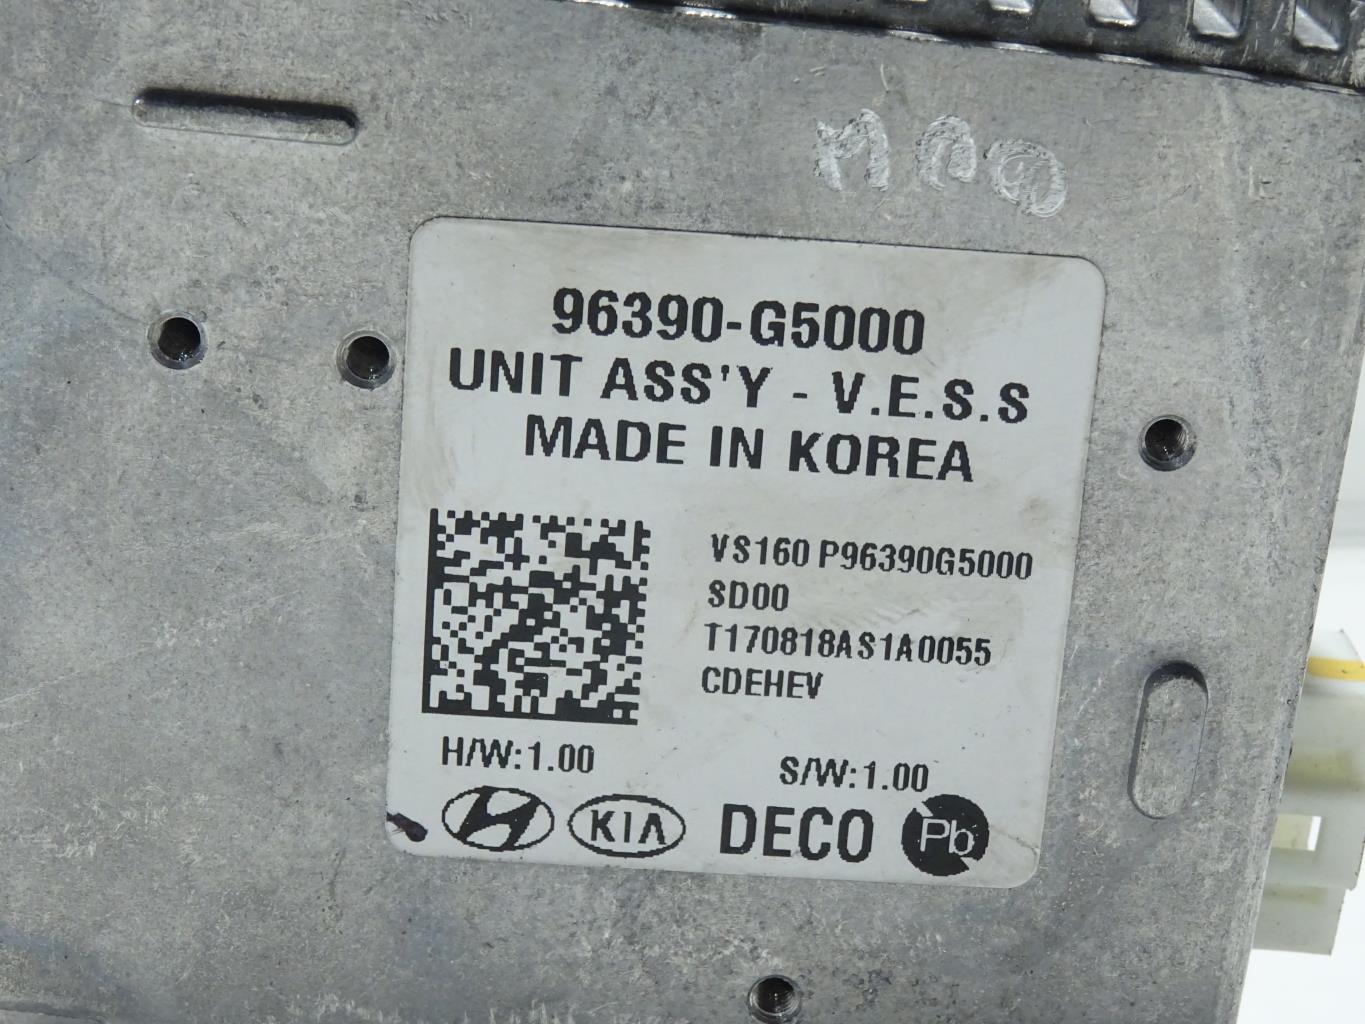 96390-G5000
UNIT ASS'Y - V.E.S.S
MADE IN KOREA
VS160 P96390G5000
SD00
T170818AS1A0055
CDEHEV
H/W:1.00 S/W:1.00
KIA DECO Pb